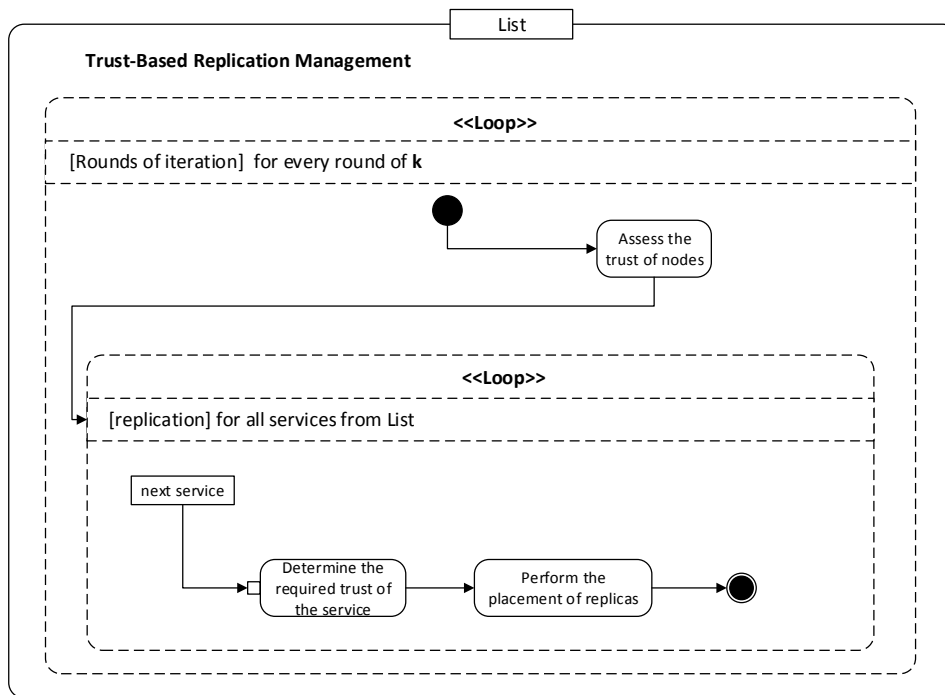 List
Trust-Based Replication Management
<<Loop>>
[Rounds of iteration]  for every round of k
Assess the
trust of nodes
<<Loop>>
[replication] for all services from List
next service
Determine the
required trust of
the service
Perform the
placement of replicas